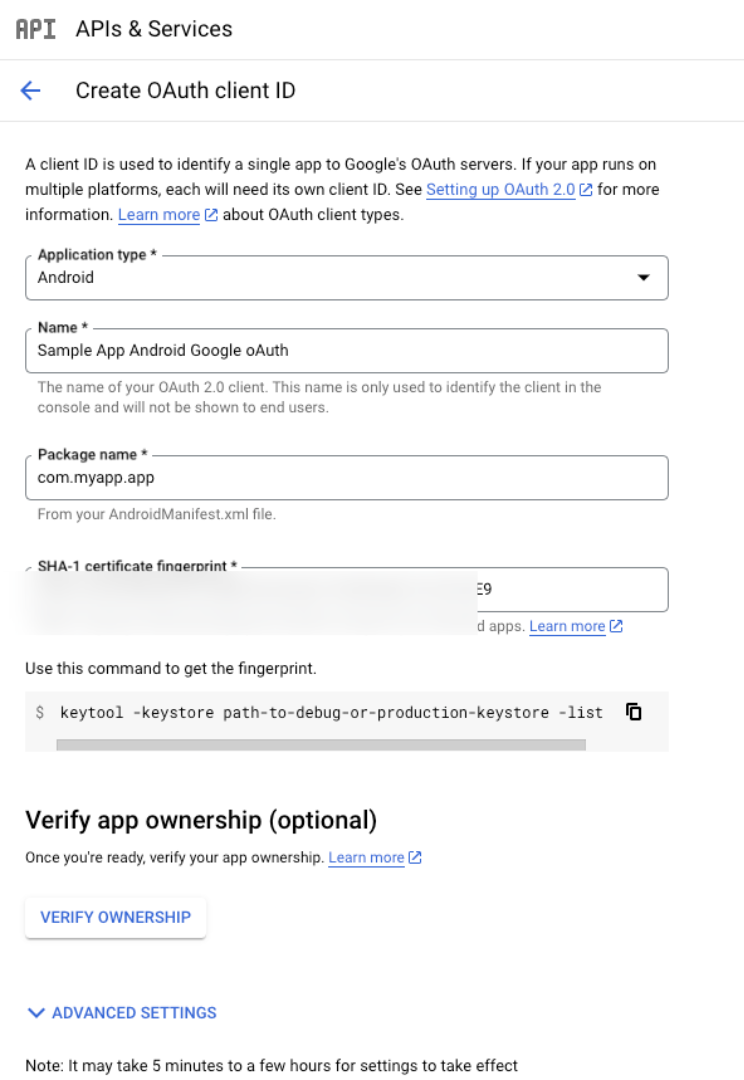 API APIs & Services
Create OAuth client ID
A client ID is used to identify a single app to Google's OAuth servers. If your app runs on
multiple platforms, each will need its own client ID. See Setting up OAuth 2.0 for more
information. Learn more about OAuth client types.
Application type *
Android
Name *
Sample App Android Google oAuth
The name of your OAuth 2.0 client. This name is only used to identify the client in the
console and will not be shown to end users.
Package name *
com.myapp.app
From your AndroidManifest.xml file.
SHA-1 certificate fingerprint *
E9
d apps. Learn more
Use this command to get the fingerprint.
$ keytool -keystore path-to-debug-or-production-keystore -list
Verify app ownership (optional)
Once you're ready, verify your app ownership. Learn more
VERIFY OWNERSHIP
ADVANCED SETTINGS
Note: It may take 5 minutes to a few hours for settings to take effect